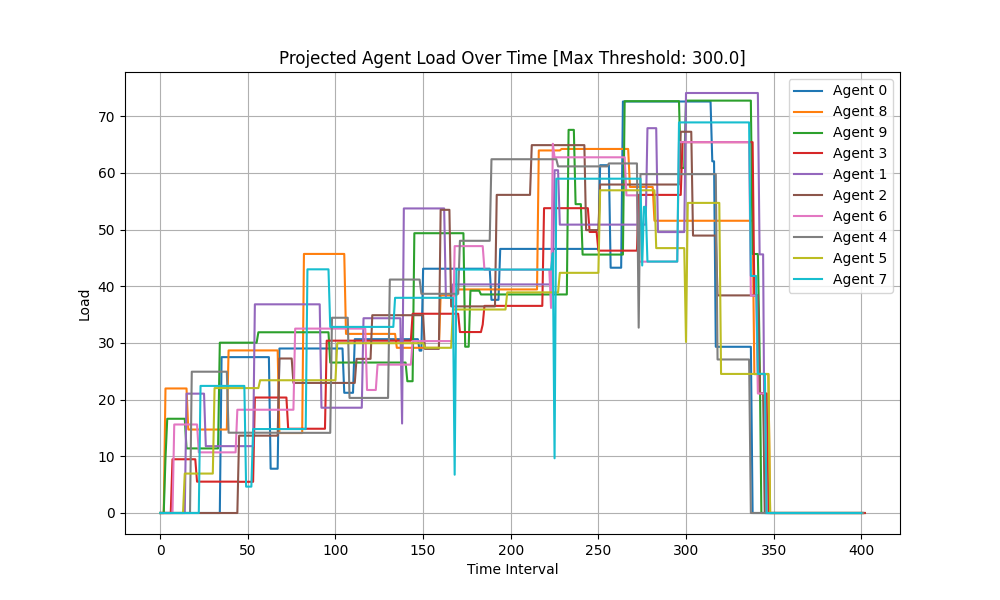 Projected Agent Load Over Time [Max Threshold: 300.0]
Load
70
60
50
40
30
20
10
0
0 50 100 150 200 250 300 350 400
Time Interval
Agent 0
Agent 8
Agent 9
Agent 3
Agent 1
Agent 2
Agent 6
Agent 4
Agent 5
Agent 7